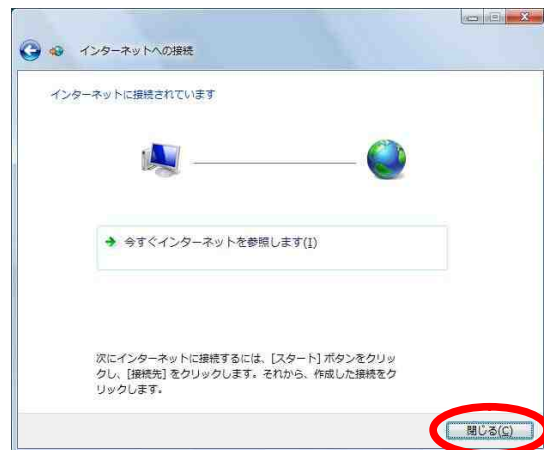 インターネットへの接続
インターネットに接続されています
今すぐインターネットを参照します(I)
次にインターネットに接続するには、[スタート] ボタンをクリッ
クし、[接続先] をクリックします。それから、作成した接続をク
リックします。
閉じる(C)